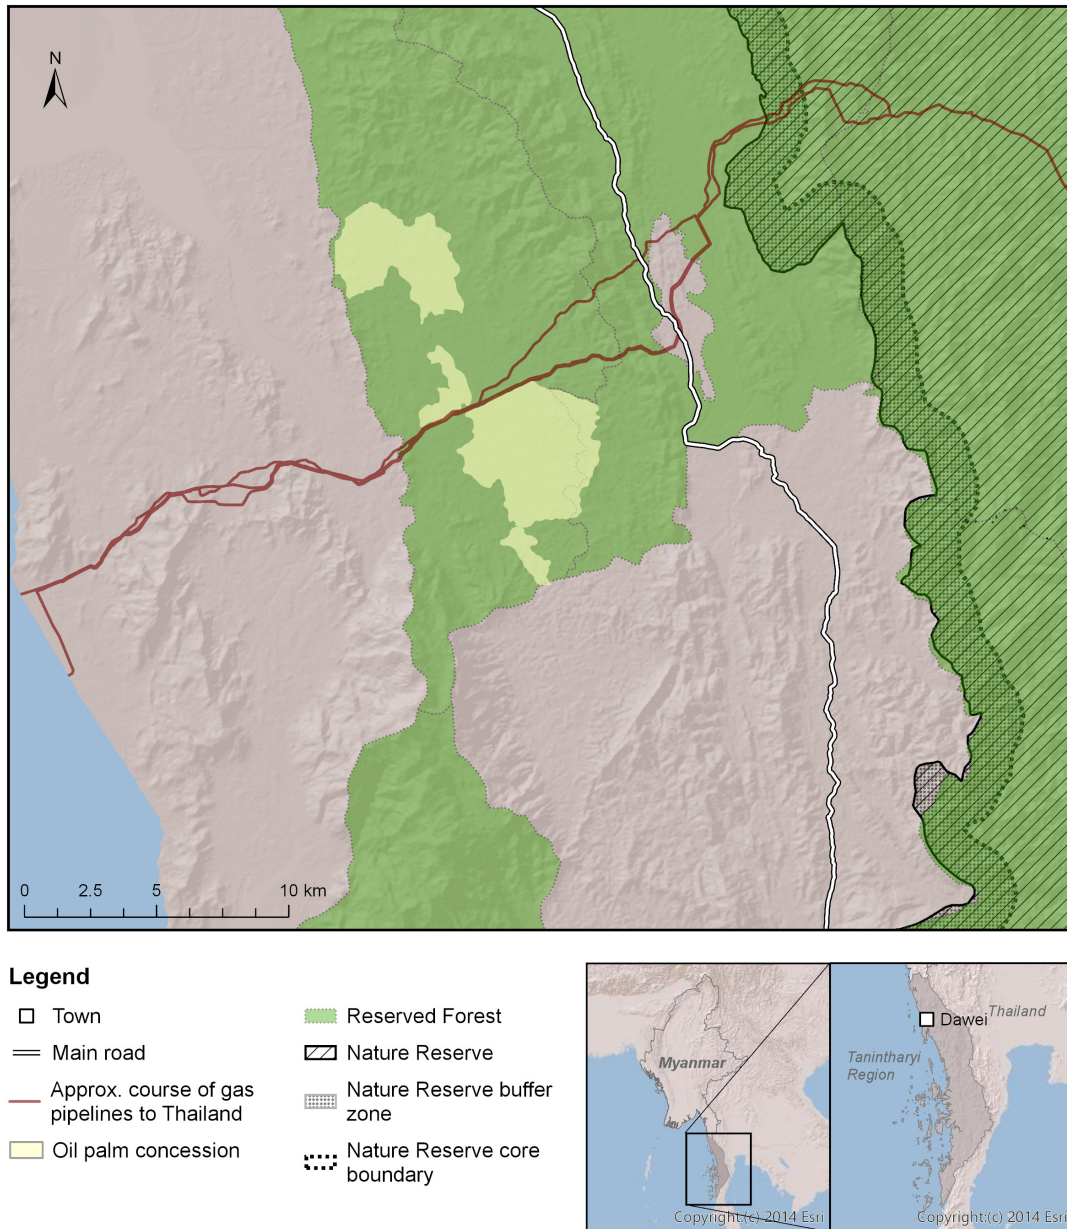 N
0 2.5 5 10 km
Legend
Town
Main road
Approx. course of gas
pipelines to Thailand
Oil palm concession
Reserved Forest
Nature Reserve
Nature Reserve buffer
zone
Nature Reserve core
boundary
Myanmar
Copyright:(c) 2014 Esri
Thailand
Dawei
Tanintharyi
Region
Copyright:(c) 2014 Esri